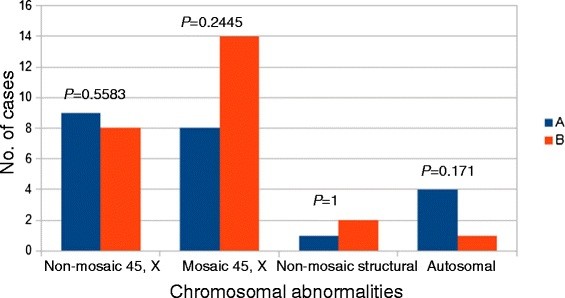 16
14
12
10
8
6
4
2
0
No. of cases
P=0.5583
P=0.2445
P=1
P=0.171
A
B
Non-mosaic 45, X
Mosaic 45, X
Non-mosaic structural
Autosomal
Chromosomal abnormalities